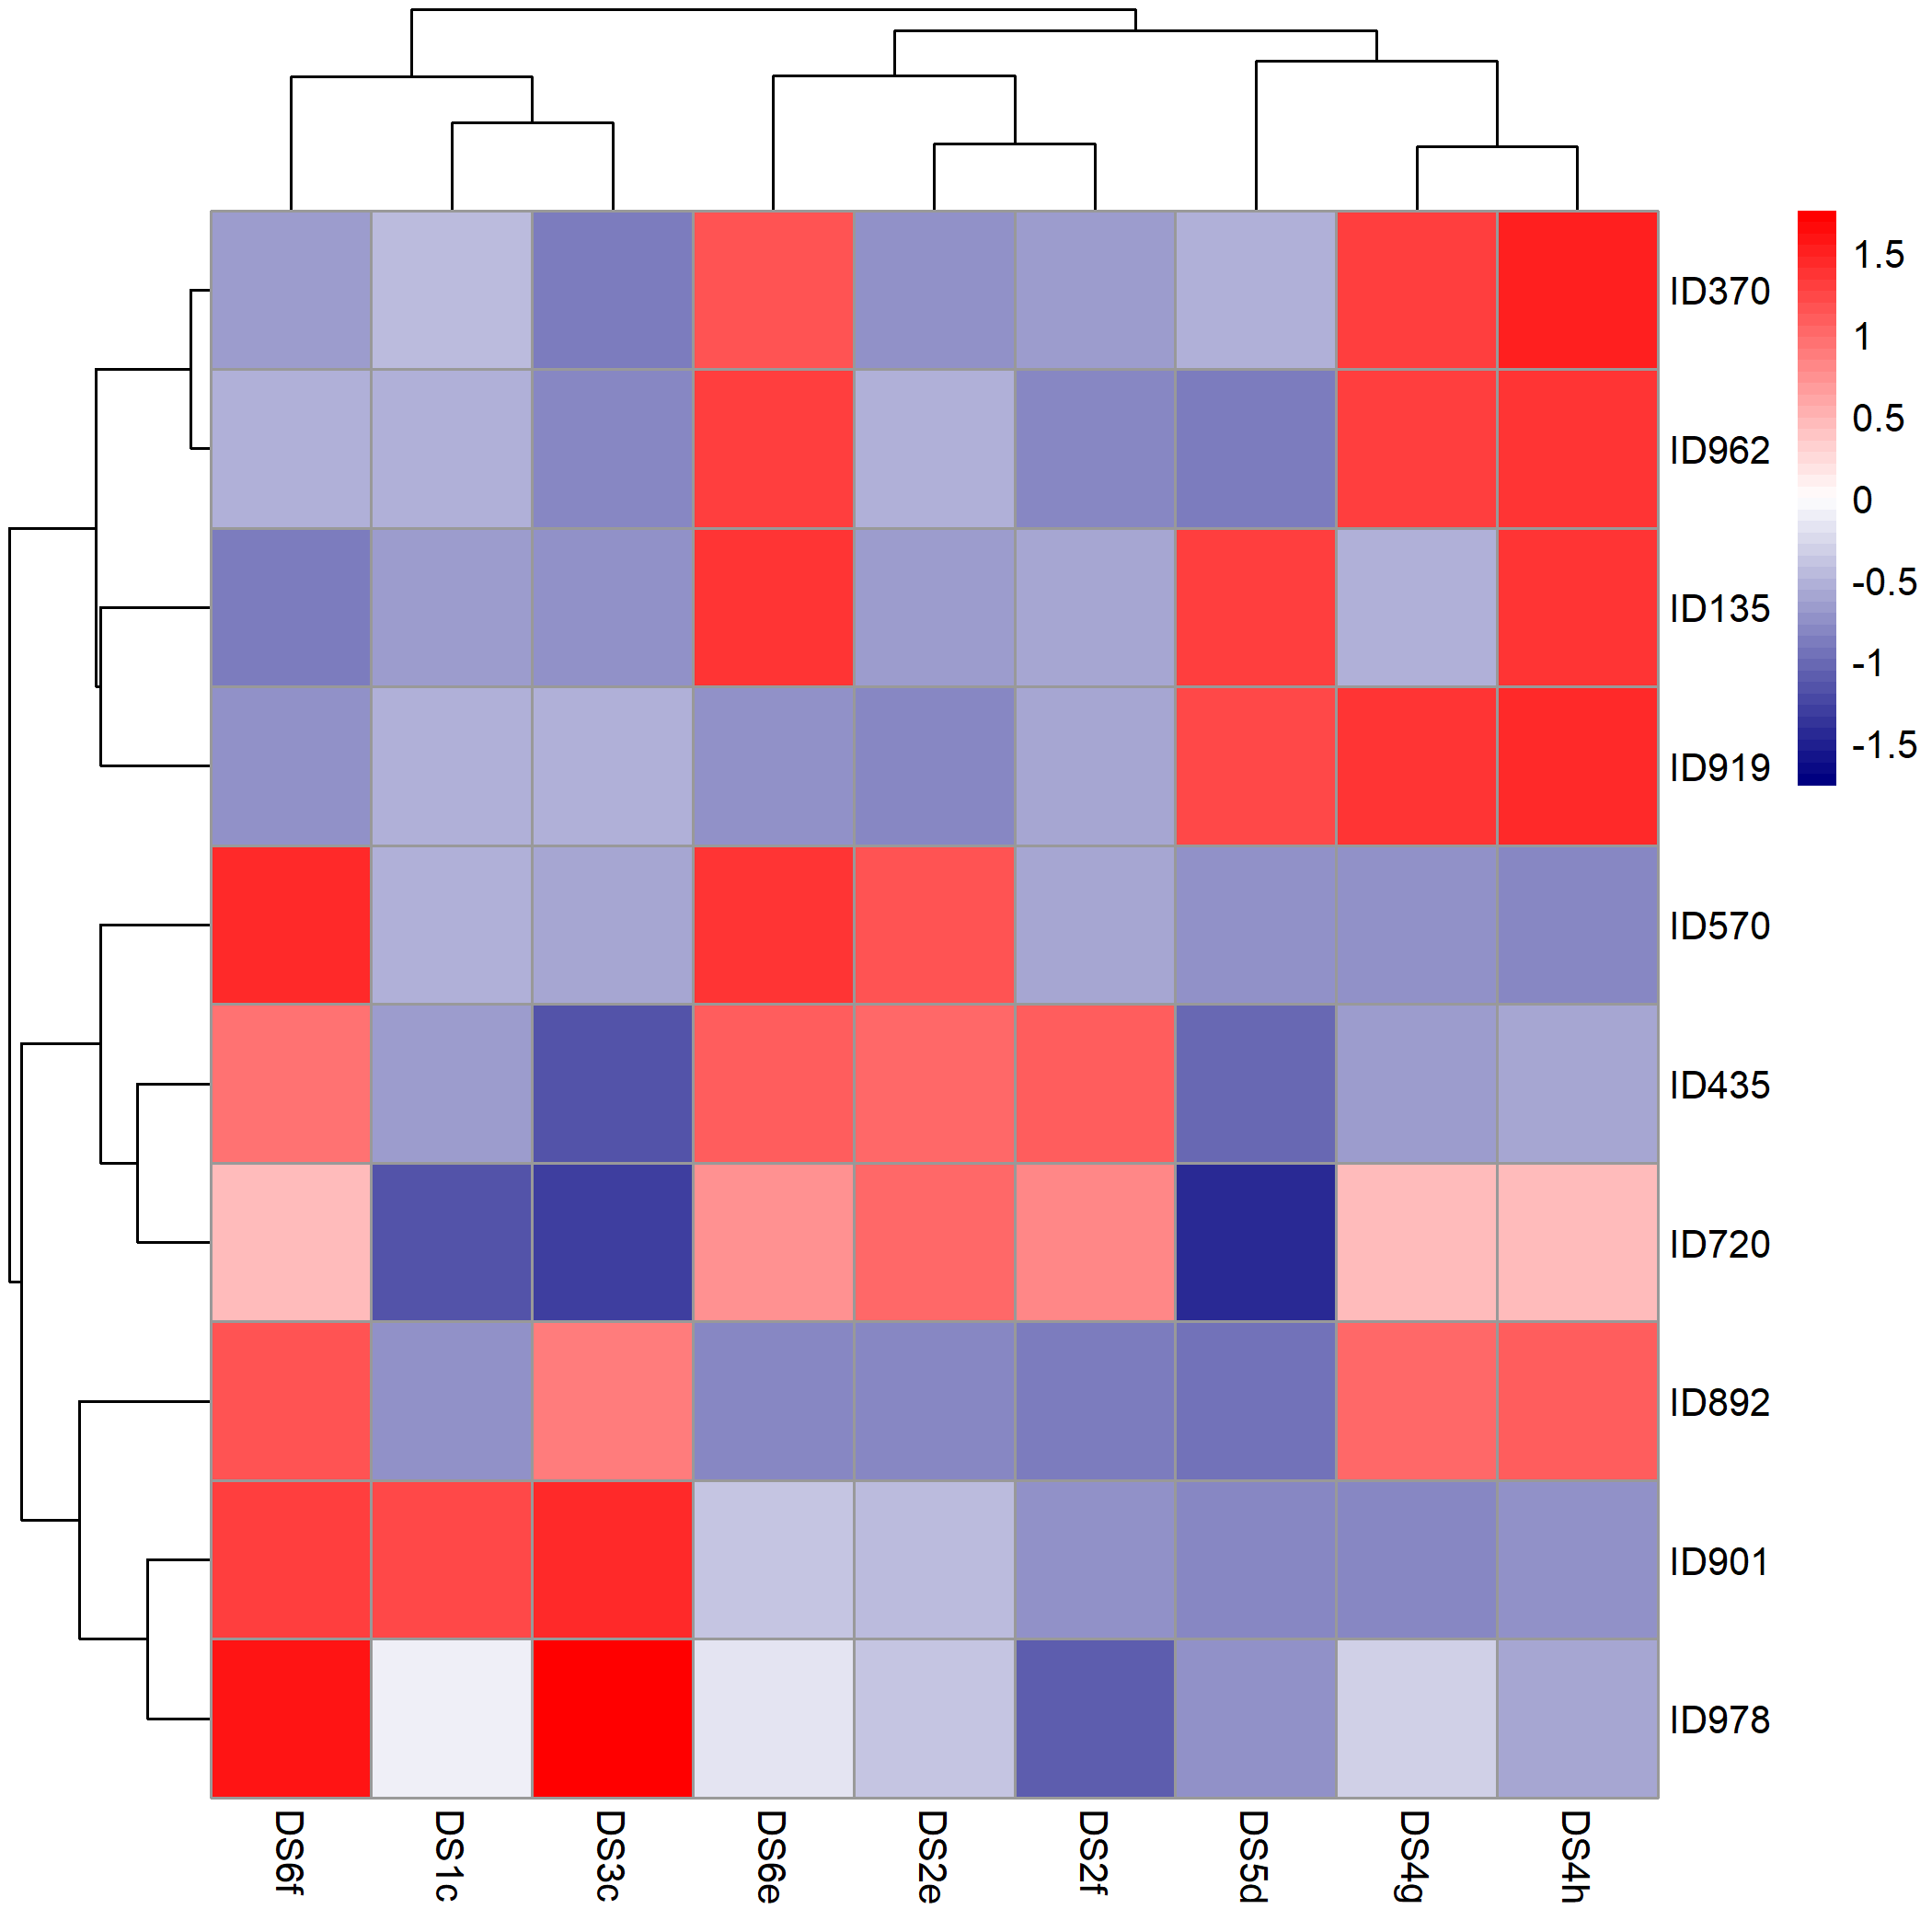 1.5
1
0.5
0
-0.5
-1
-1.5
ID370
ID962
ID135
ID919
ID570
ID435
ID720
ID892
ID901
ID978
DS6f
DS1c
DS3c
DS6e
DS2e
DS2f
DS5d
DS4g
DS4h